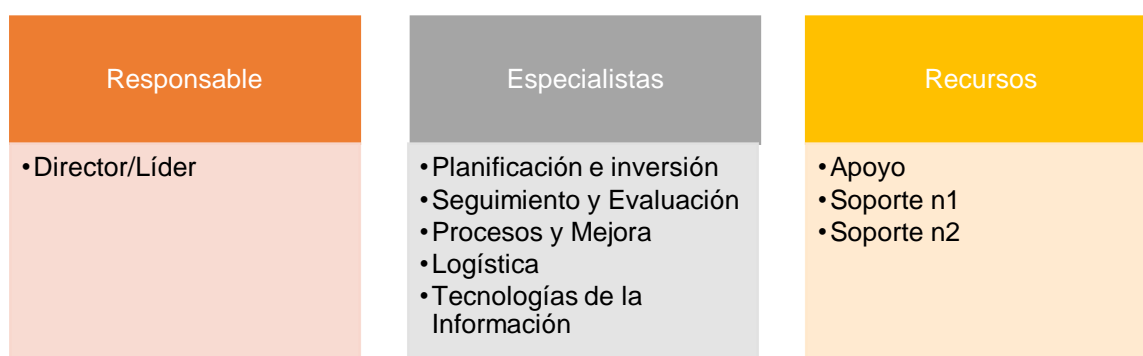 Responsable
•Director/Líder
Especialistas
•Planificación e inversión
•Seguimiento y Evaluación
•Procesos y Mejora
•Logística
•Tecnologías de la
Información
Recursos
•Apoyo
•Soporte n1
•Soporte n2